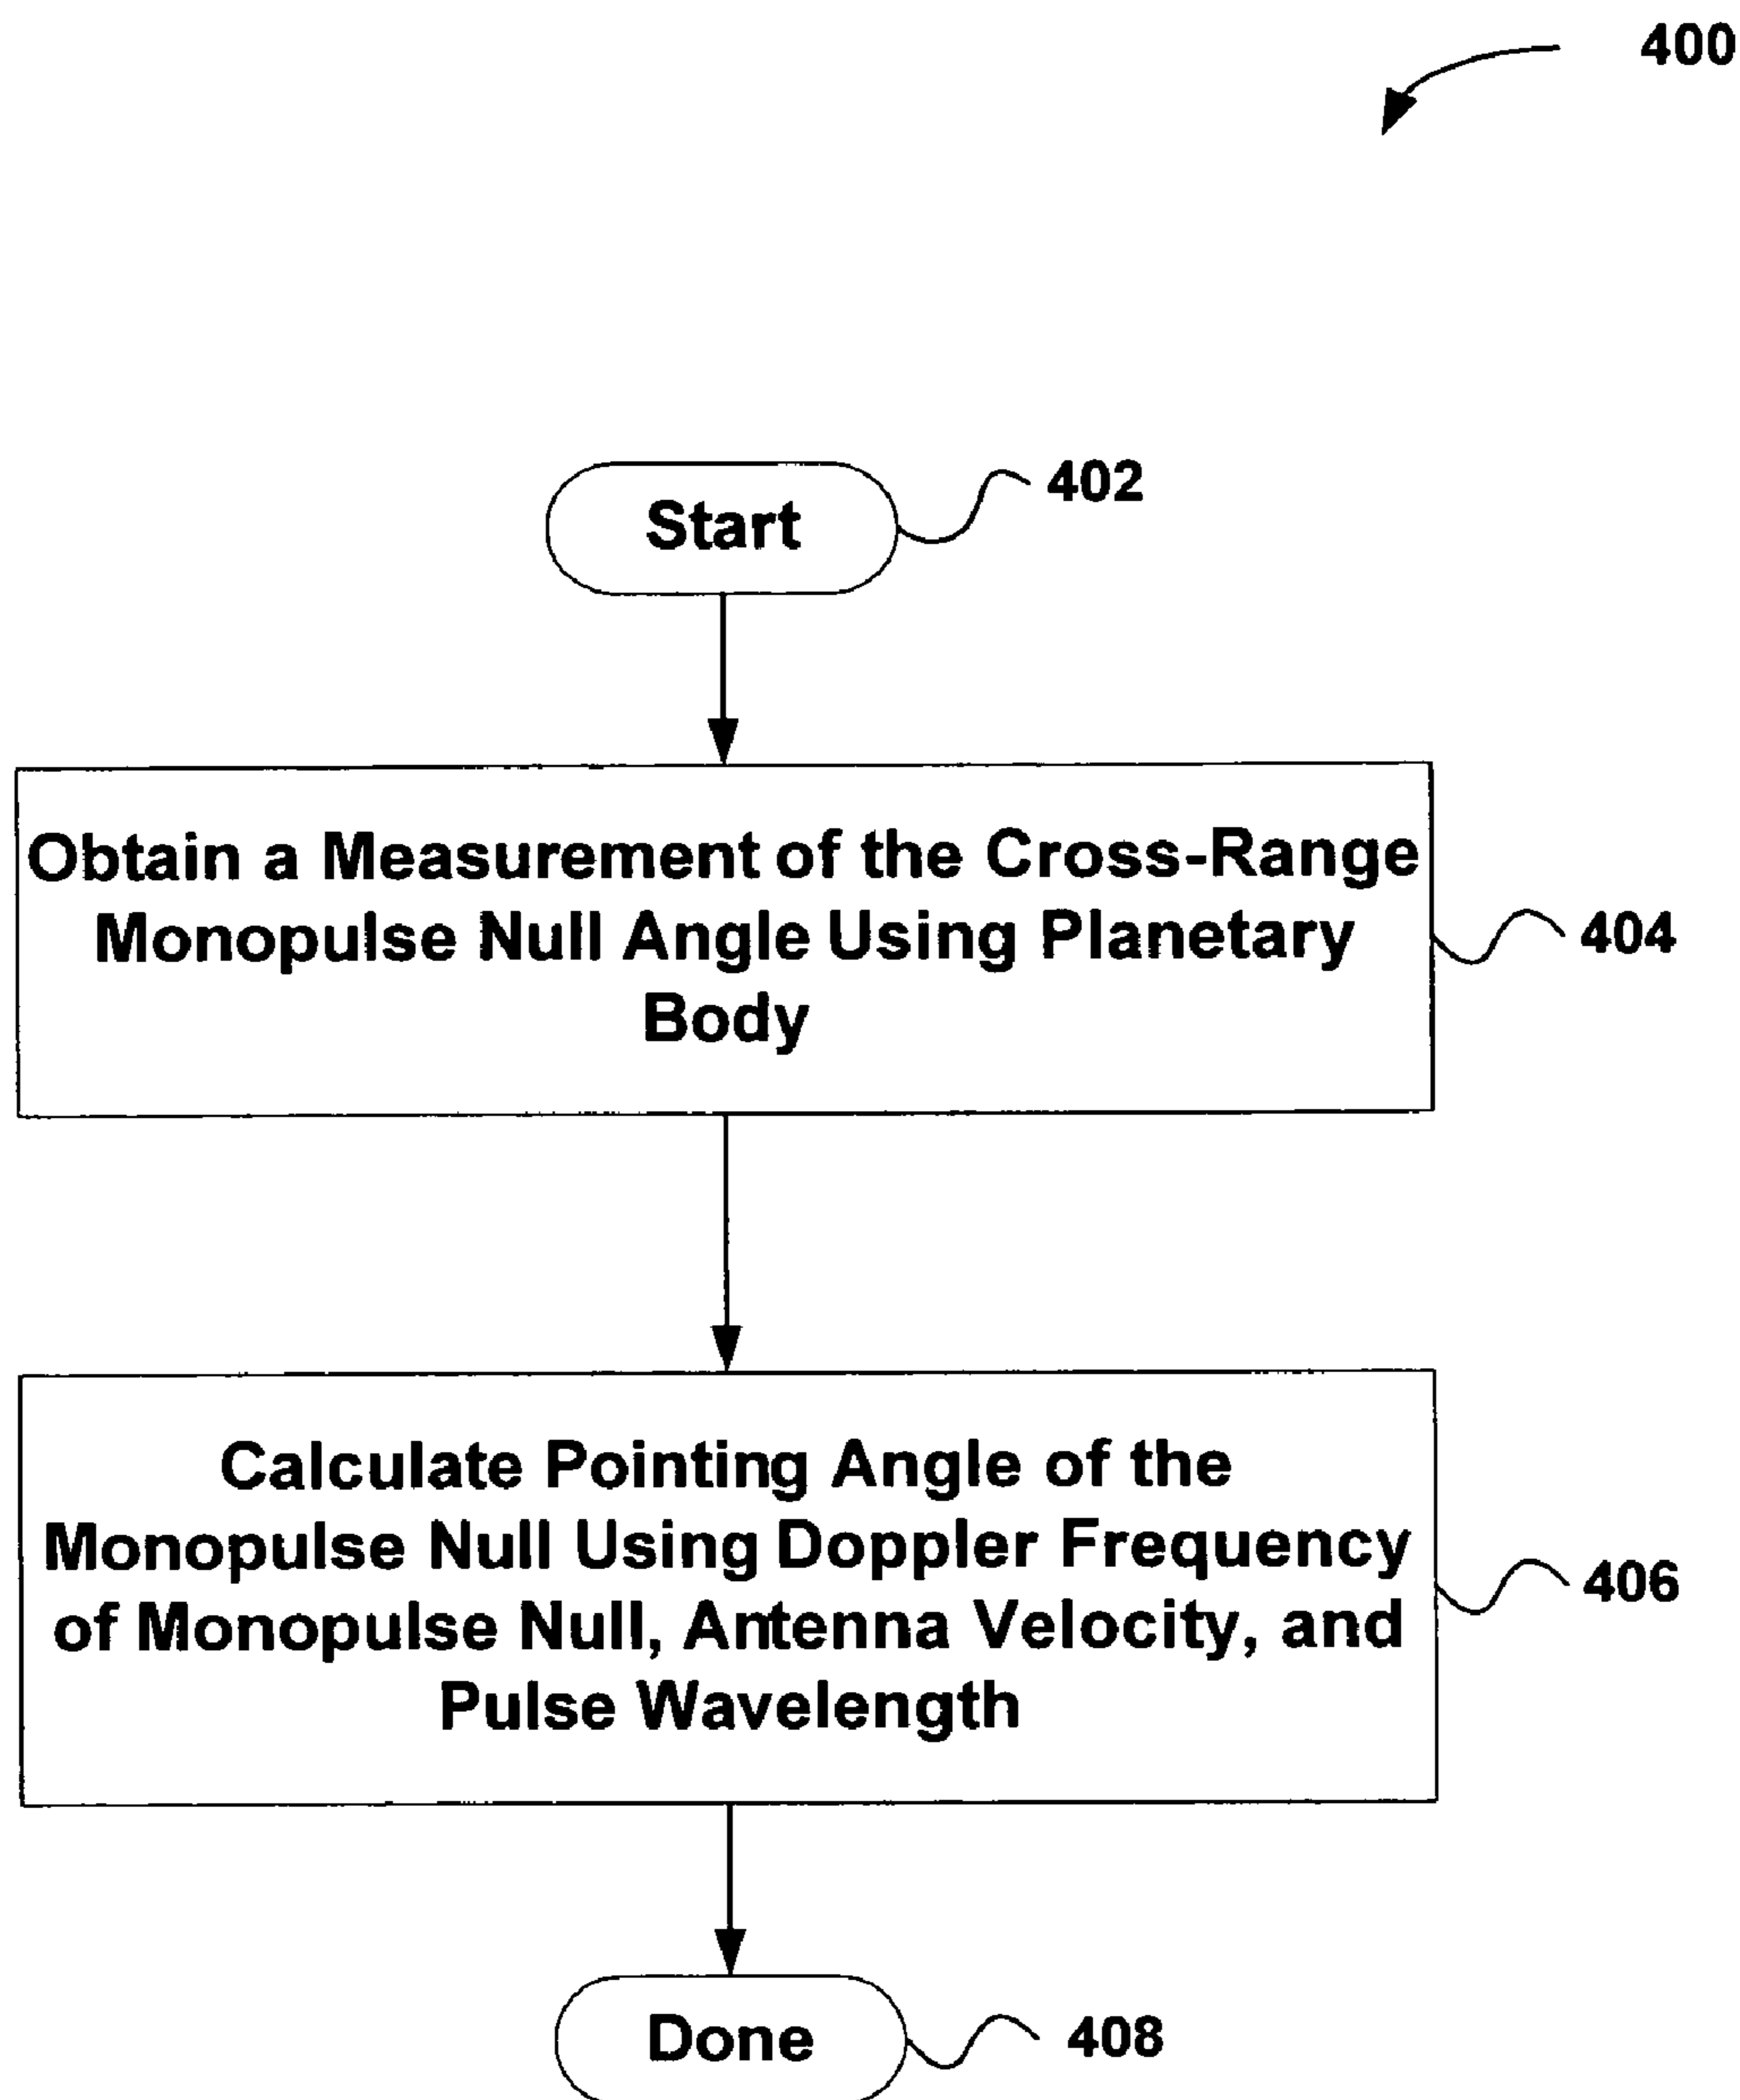 400
Start
402
Obtain a Measurement of the Cross-Range
Monopulse Null Angle Using Planetary
Body
404
Calculate Pointing Angle of the
Monopulse Null Using Doppler Frequency
of Monopulse Null, Antenna Velocity, and
Pulse Wavelength
406
Done
408